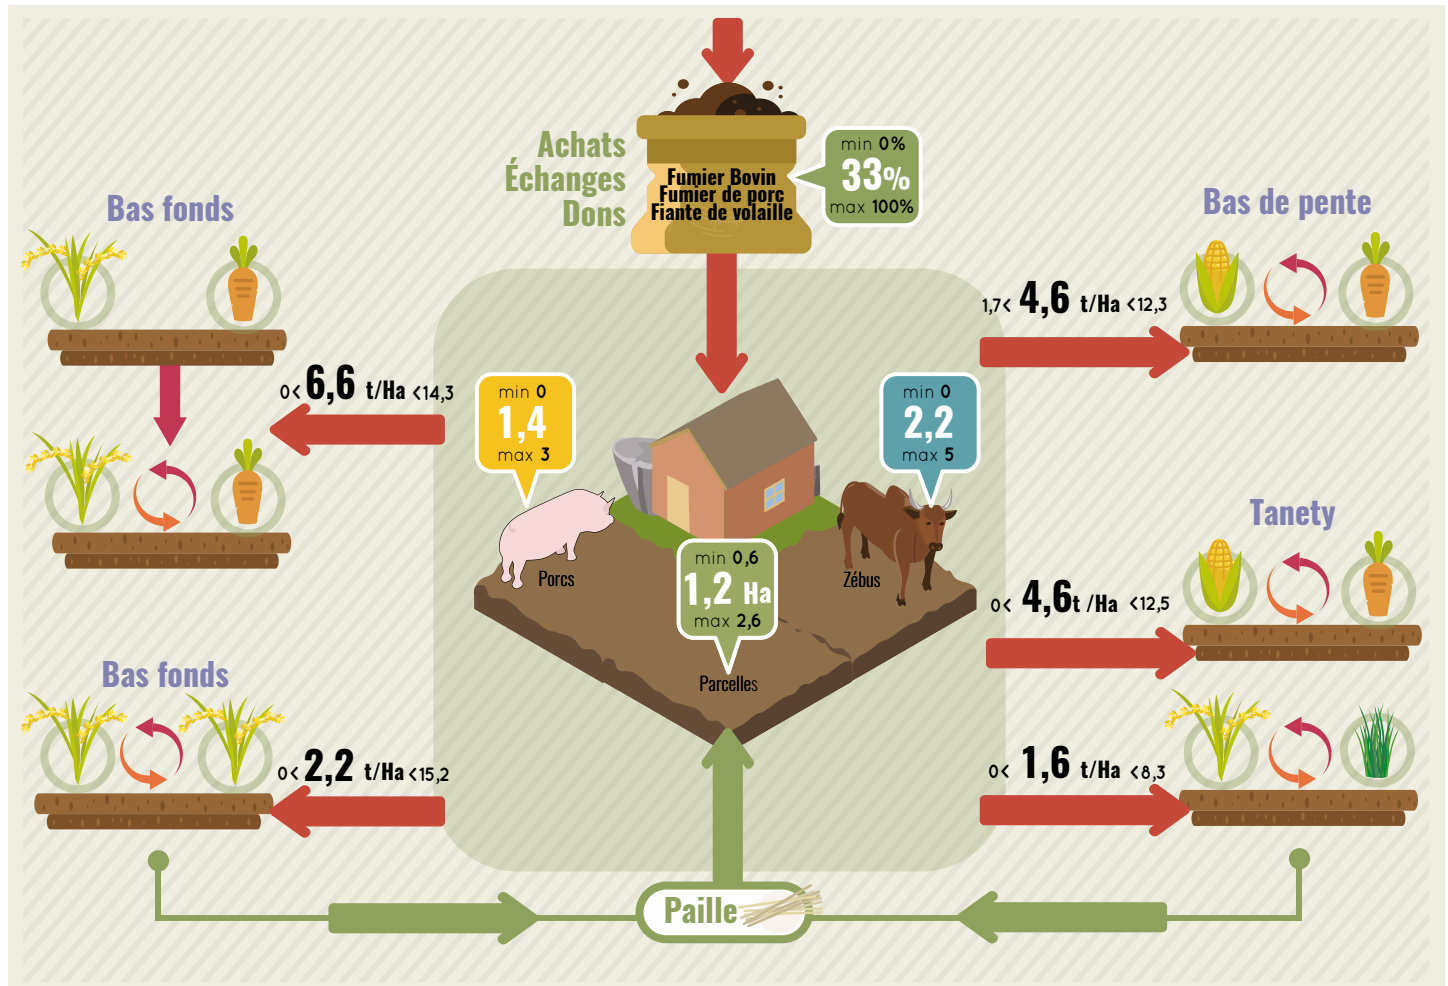 Achats
Échanges
Dons
Fumier Bovin
Fumier de porc
Fiante de volaille
min 0%
33%
max 100%
Bas fonds
0< 6,6 t/Ha <14,3
Bas fonds
0< 2,2 t/Ha <15,2
min 0
1,4
max 3
Porcs
min 0,6
1,2 Ha
max 2,6
Parcelles
min 0
2,2
max 5
Zébus
Bas de pente
1,7< 4,6 t/Ha <12,3
Tanety
0< 4,6t /Ha <12,5
0< 1,6 t/Ha <8,3
Paille